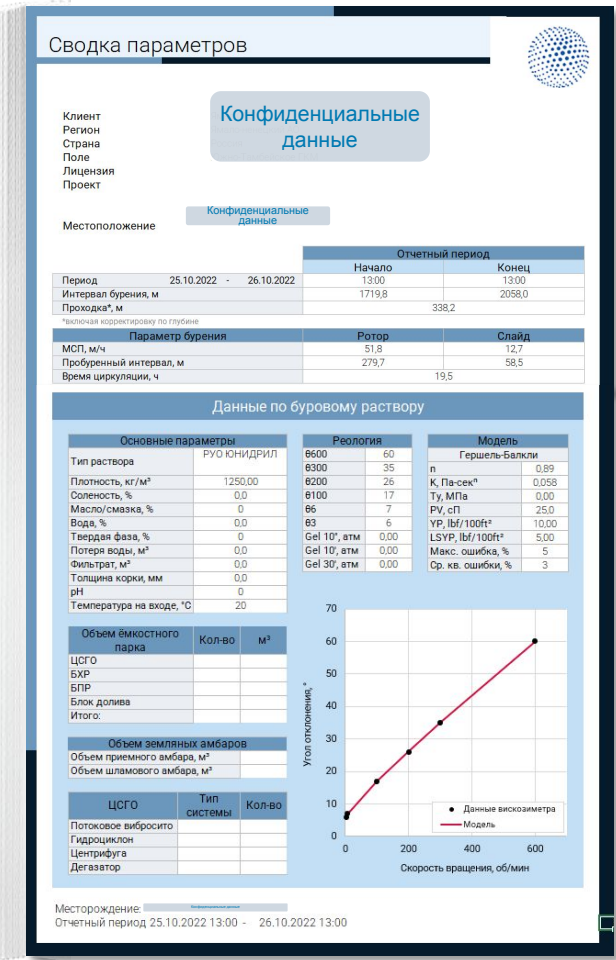 Сводка параметров
Конфиденциальные
данные
Клиент
Регион
Страна
Поле
Лицензия
Проект
Конфиденциальные
данные
Местоположение
Отчетный период
Начало Конец
Период 25.10.2022 - 26.10.2022 13:00 13:00
Интервал бурения, м 1719,8 2058,0
Проходка*, м 338,2
*включая корректировку по глубине
Параметр бурения Ротор Слайд
МСП, м/ч 51,8 12,7
Пробуренный интервал, м 279,7 58,5
Время циркуляции, ч 19,5
Данные по буровому раствору
Основные параметры
Тип раствора РУО ЮНИДРИЛ
Плотность, кг/м³ 1250,00
Соленость, % 0,0
Масло/смазка, % 0
Вода, % 0,0
Твердая фаза, % 0
Потеря воды, м³ 0,0
Фильтрат, м³ 0,0
Толщина корки, мм 0,0
pH 0
Температура на входе, °С 20
Реология
θ600 60
θ300 35
θ200 26
θ100 17
θ6 7
θ3 6
Gel 10", атм 0,00
Gel 10', атм 0,00
Gel 30', атм 0,00
Модель
Гершель-Балкли
n 0,89
K, Па-секⁿ 0,058
Ty, МПа 0,00
PV, сП 25,0
YP, lbf/100ft² 10,00
LSYP, lbf/100ft² 5,00
Макс. ошибка, % 5
Ср. кв. ошибки, % 3
Объем ёмкостного
парка Кол-во м³
ЦСГО
БХР
БПР
Блок долива
Итого:
Объем земляных амбаров
Объем приемного амбара, м³
Объем шламового амбара, м³
ЦСГО Тип
системы Кол-во
Потоковое вибросито
Гидроциклон
Центрифуга
Дегазатор
70
60
50
40
30
20
10
0
Угол отклонения,°
Данные вискозиметра
Модель
0 200 400 600
Скорость вращения, об/мин
Месторождение: Конфиденциальные данные
Отчетный период 25.10.2022 13:00 - 26.10.2022 13:00